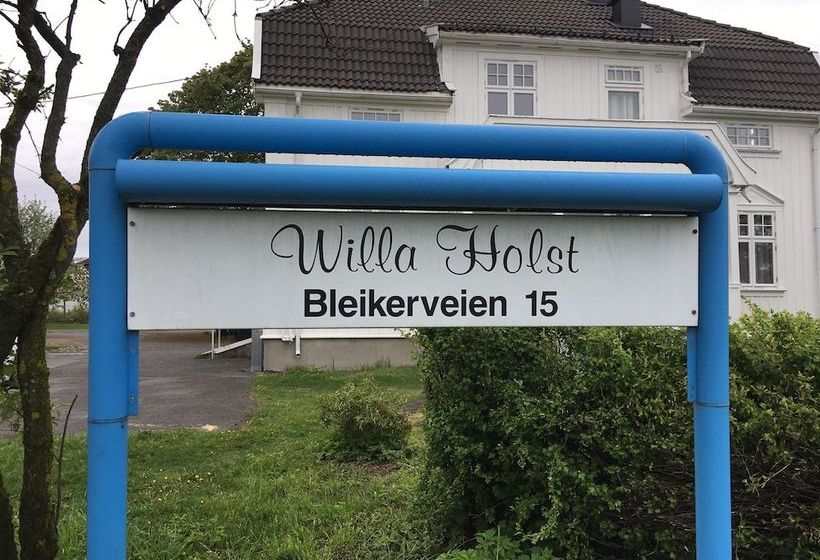 Willa Holst
Bleikerveien 15